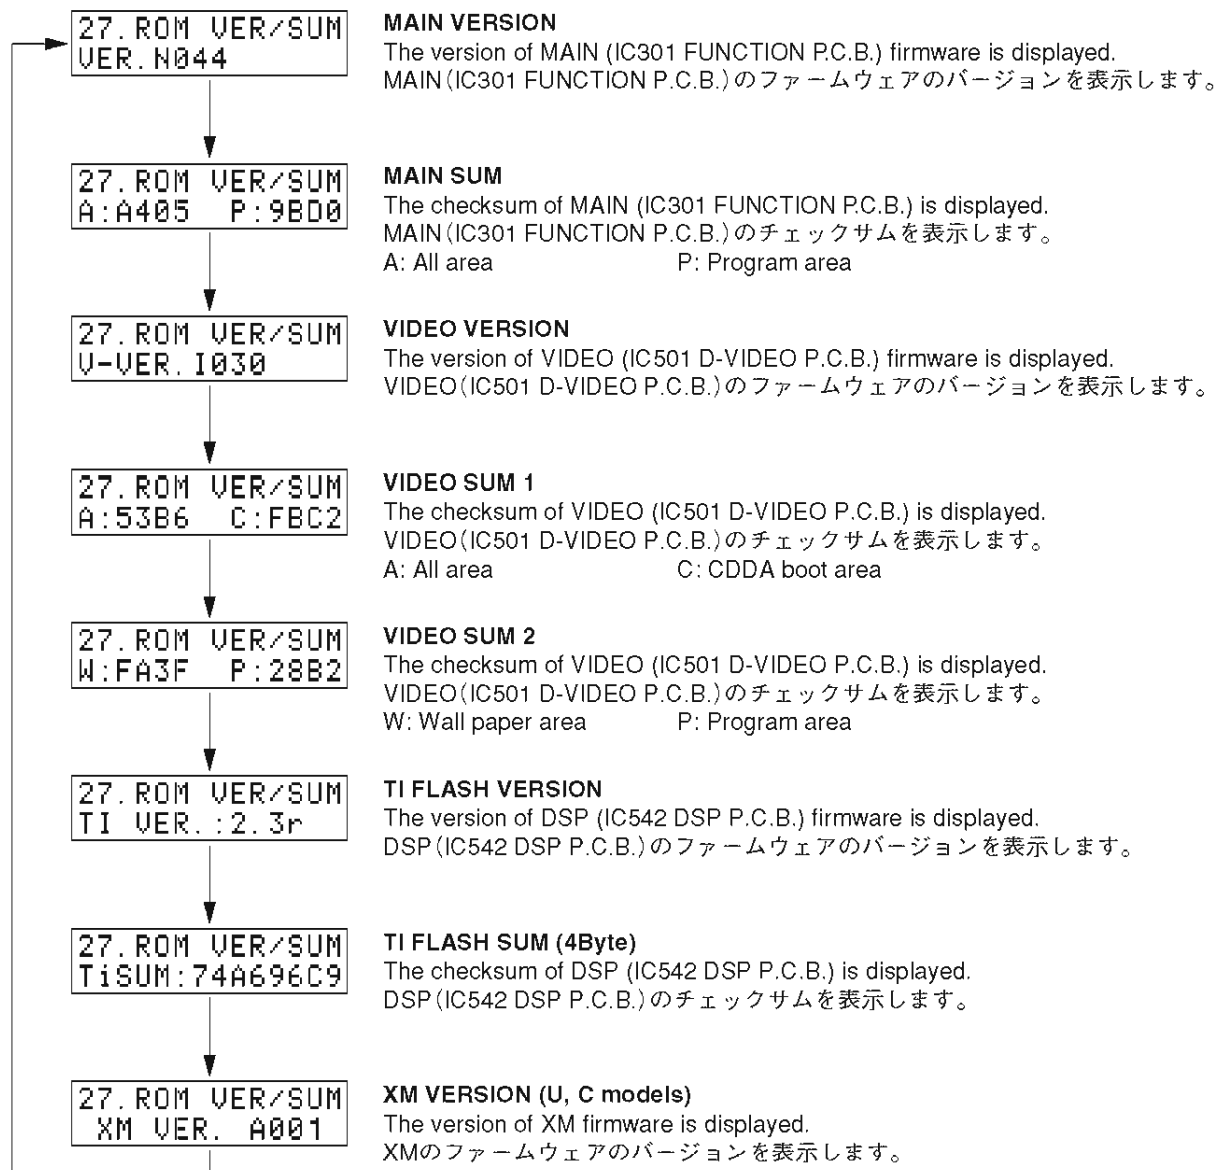 27.ROM VER/SUM
VER.N044
MAIN VERSION
The version of MAIN (IC301 FUNCTION P.C.B.) firmware is displayed.
MAIN(IC301 FUNCTION P.C.B.)のファームウェアのバージョンを表示します。
27.ROM VER/SUM
A:A405 P:9BD0
MAIN SUM
The checksum of MAIN (IC301 FUNCTION P.C.B.) is displayed.
MAIN(IC301 FUNCTION P.C.B.)のチェックサムを表示します。
A: All area P: Program area
27.ROM VER/SUM
V-VER.I030
VIDEO VERSION
The version of VIDEO (IC501 D-VIDEO P.C.B.) firmware is displayed.
VIDEO(IC501 D-VIDEO P.C.B.)のファームウェアのバージョンを表示します。
27.ROM VER/SUM
A:53B6 C:FBC2
VIDEO SUM 1
The checksum of VIDEO (IC501 D-VIDEO P.C.B.) is displayed.
VIDEO(IC501 D-VIDEO P.C.B.)のチェックサムを表示します。
A: All area C: CDDA boot area
27.ROM VER/SUM
W:FA3F P:28B2
VIDEO SUM 2
The checksum of VIDEO (IC501 D-VIDEO P.C.B.) is displayed.
VIDEO(IC501 D-VIDEO P.C.B.)のチェックサムを表示します。
W: Wall paper area P: Program area
27.ROM VER/SUM
TI VER.:2.3r
TI FLASH VERSION
The version of DSP (IC542 DSP P.C.B.) firmware is displayed.
DSP(IC542 DSP P.C.B.)のファームウェアのバージョンを表示します。
27.ROM VER/SUM
TiSUM:74A696C9
TI FLASH SUM (4Byte)
The checksum of DSP (IC542 DSP P.C.B.) is displayed.
DSP(IC542 DSP P.C.B.)のチェックサムを表示します。
27.ROM VER/SUM
XM VER. A001
XM VERSION (U, C models)
The version of XM firmware is displayed.
XMのファームウェアのバージョンを表示します。